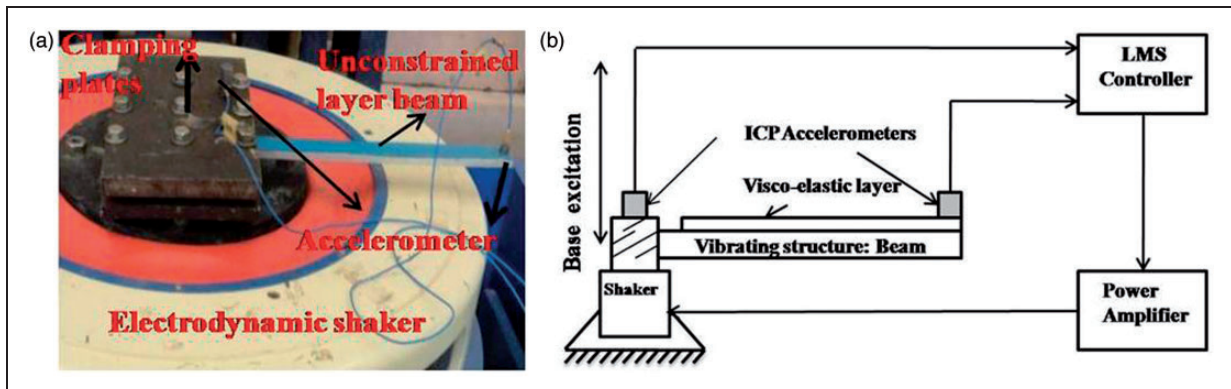 (a)
Clamping
plates
Unconstrained
layer beam
Accelerometer
Electrodynamic shaker
(b)
LMS
Controller
ICP Accelerometers
Visco-elastic layer
Base excitation
Vibrating structure: Beam
Shaker
Power
Amplifier